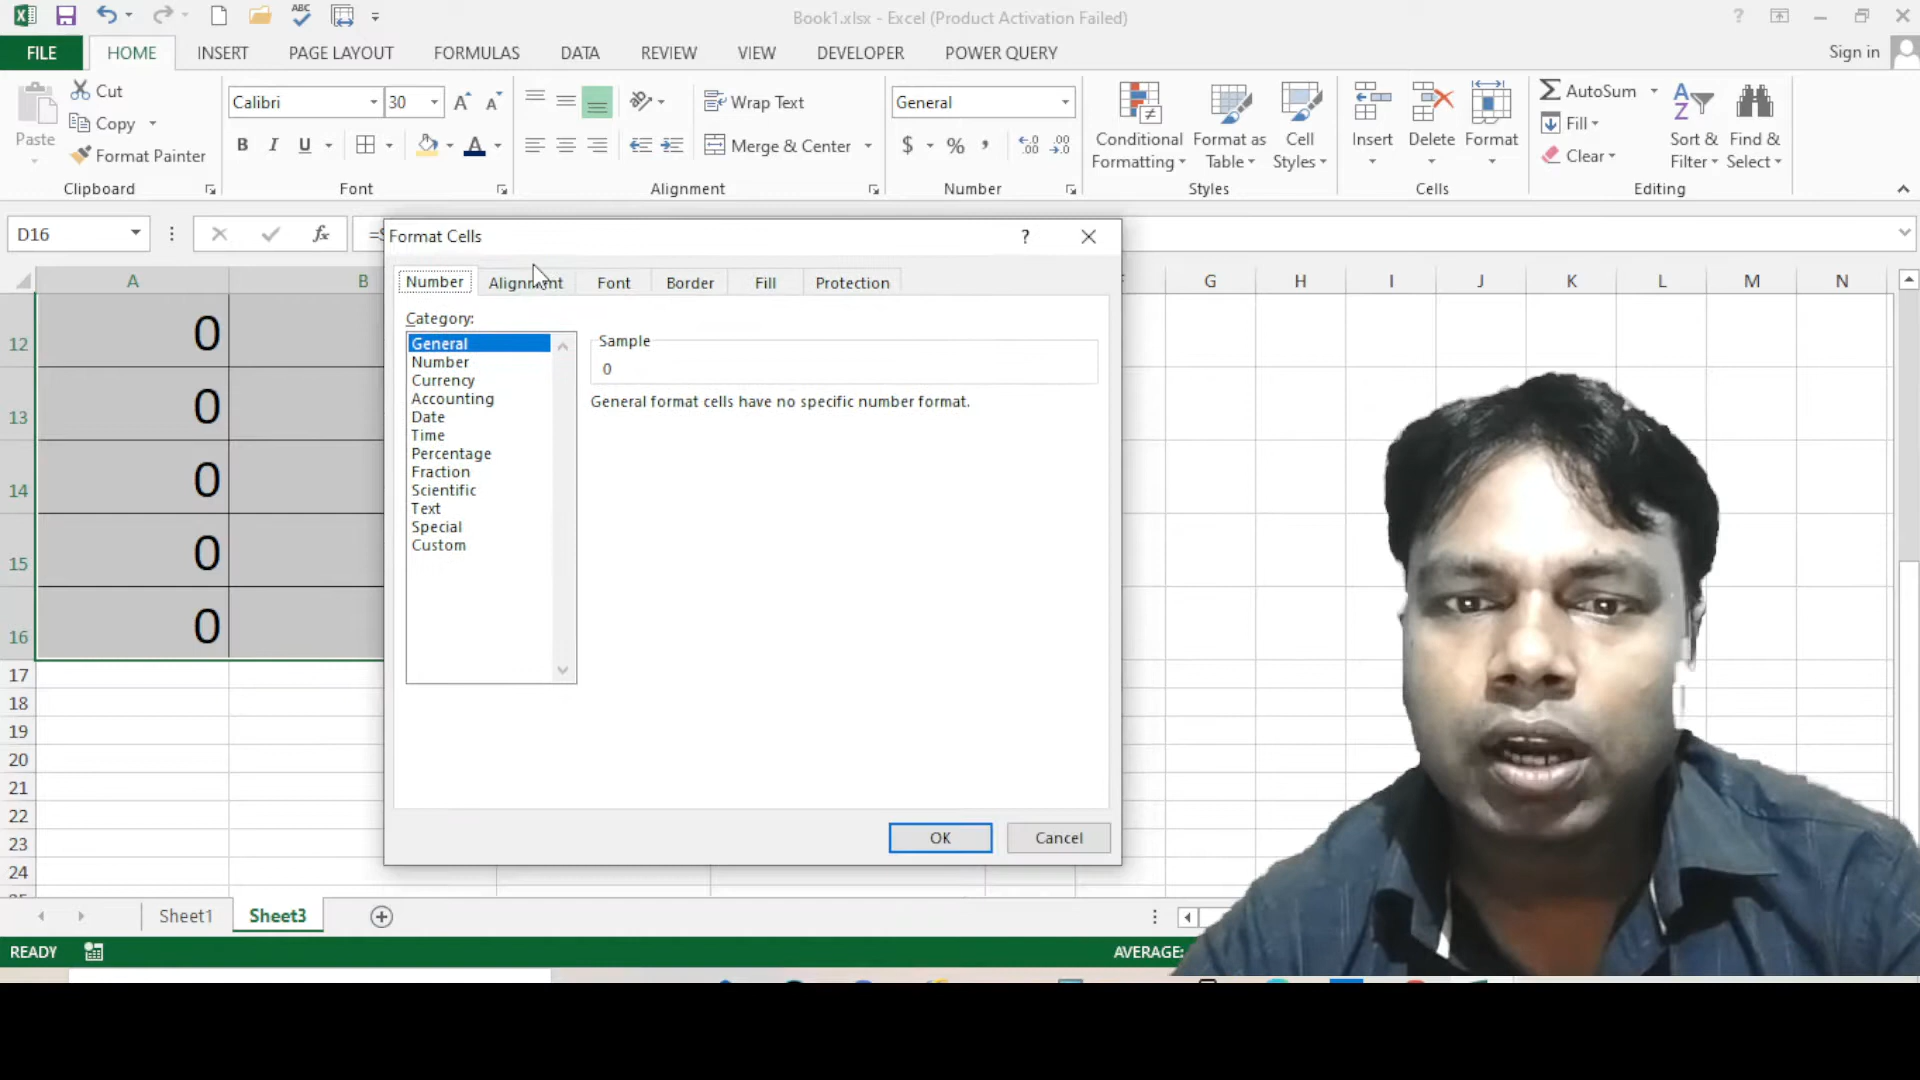 Book1.xlsx - Excel (Product Activation Failed)
FILE HOME INSERT PAGE LAYOUT FORMULAS DATA REVIEW VIEW DEVELOPER POWER QUERY Sign in
Paste
Cut
Copy
Format Painter
Clipboard
Calibri 30
B I U
Font
Wrap Text
Merge & Center
Alignment
General
$ % ,
Number
Conditional Formatting
Format as Table
Cell Styles
Styles
Insert
Delete
Format
Cells
AutoSum
Fill
Clear
Sort & Filter
Find & Select
Editing
D16 fx
Format Cells
Number Alignment Font Border Fill Protection
Category:
General
Number
Currency
Accounting
Date
Time
Percentage
Fraction
Scientific
Text
Special
Custom
Sample
0
General format cells have no specific number format.
OK Cancel
A B G H I J K L M N
12 0
13 0
14 0
15 0
16 0
17
18
19
20
21
22
23
24
Sheet1 Sheet3
READY AVERAGE: